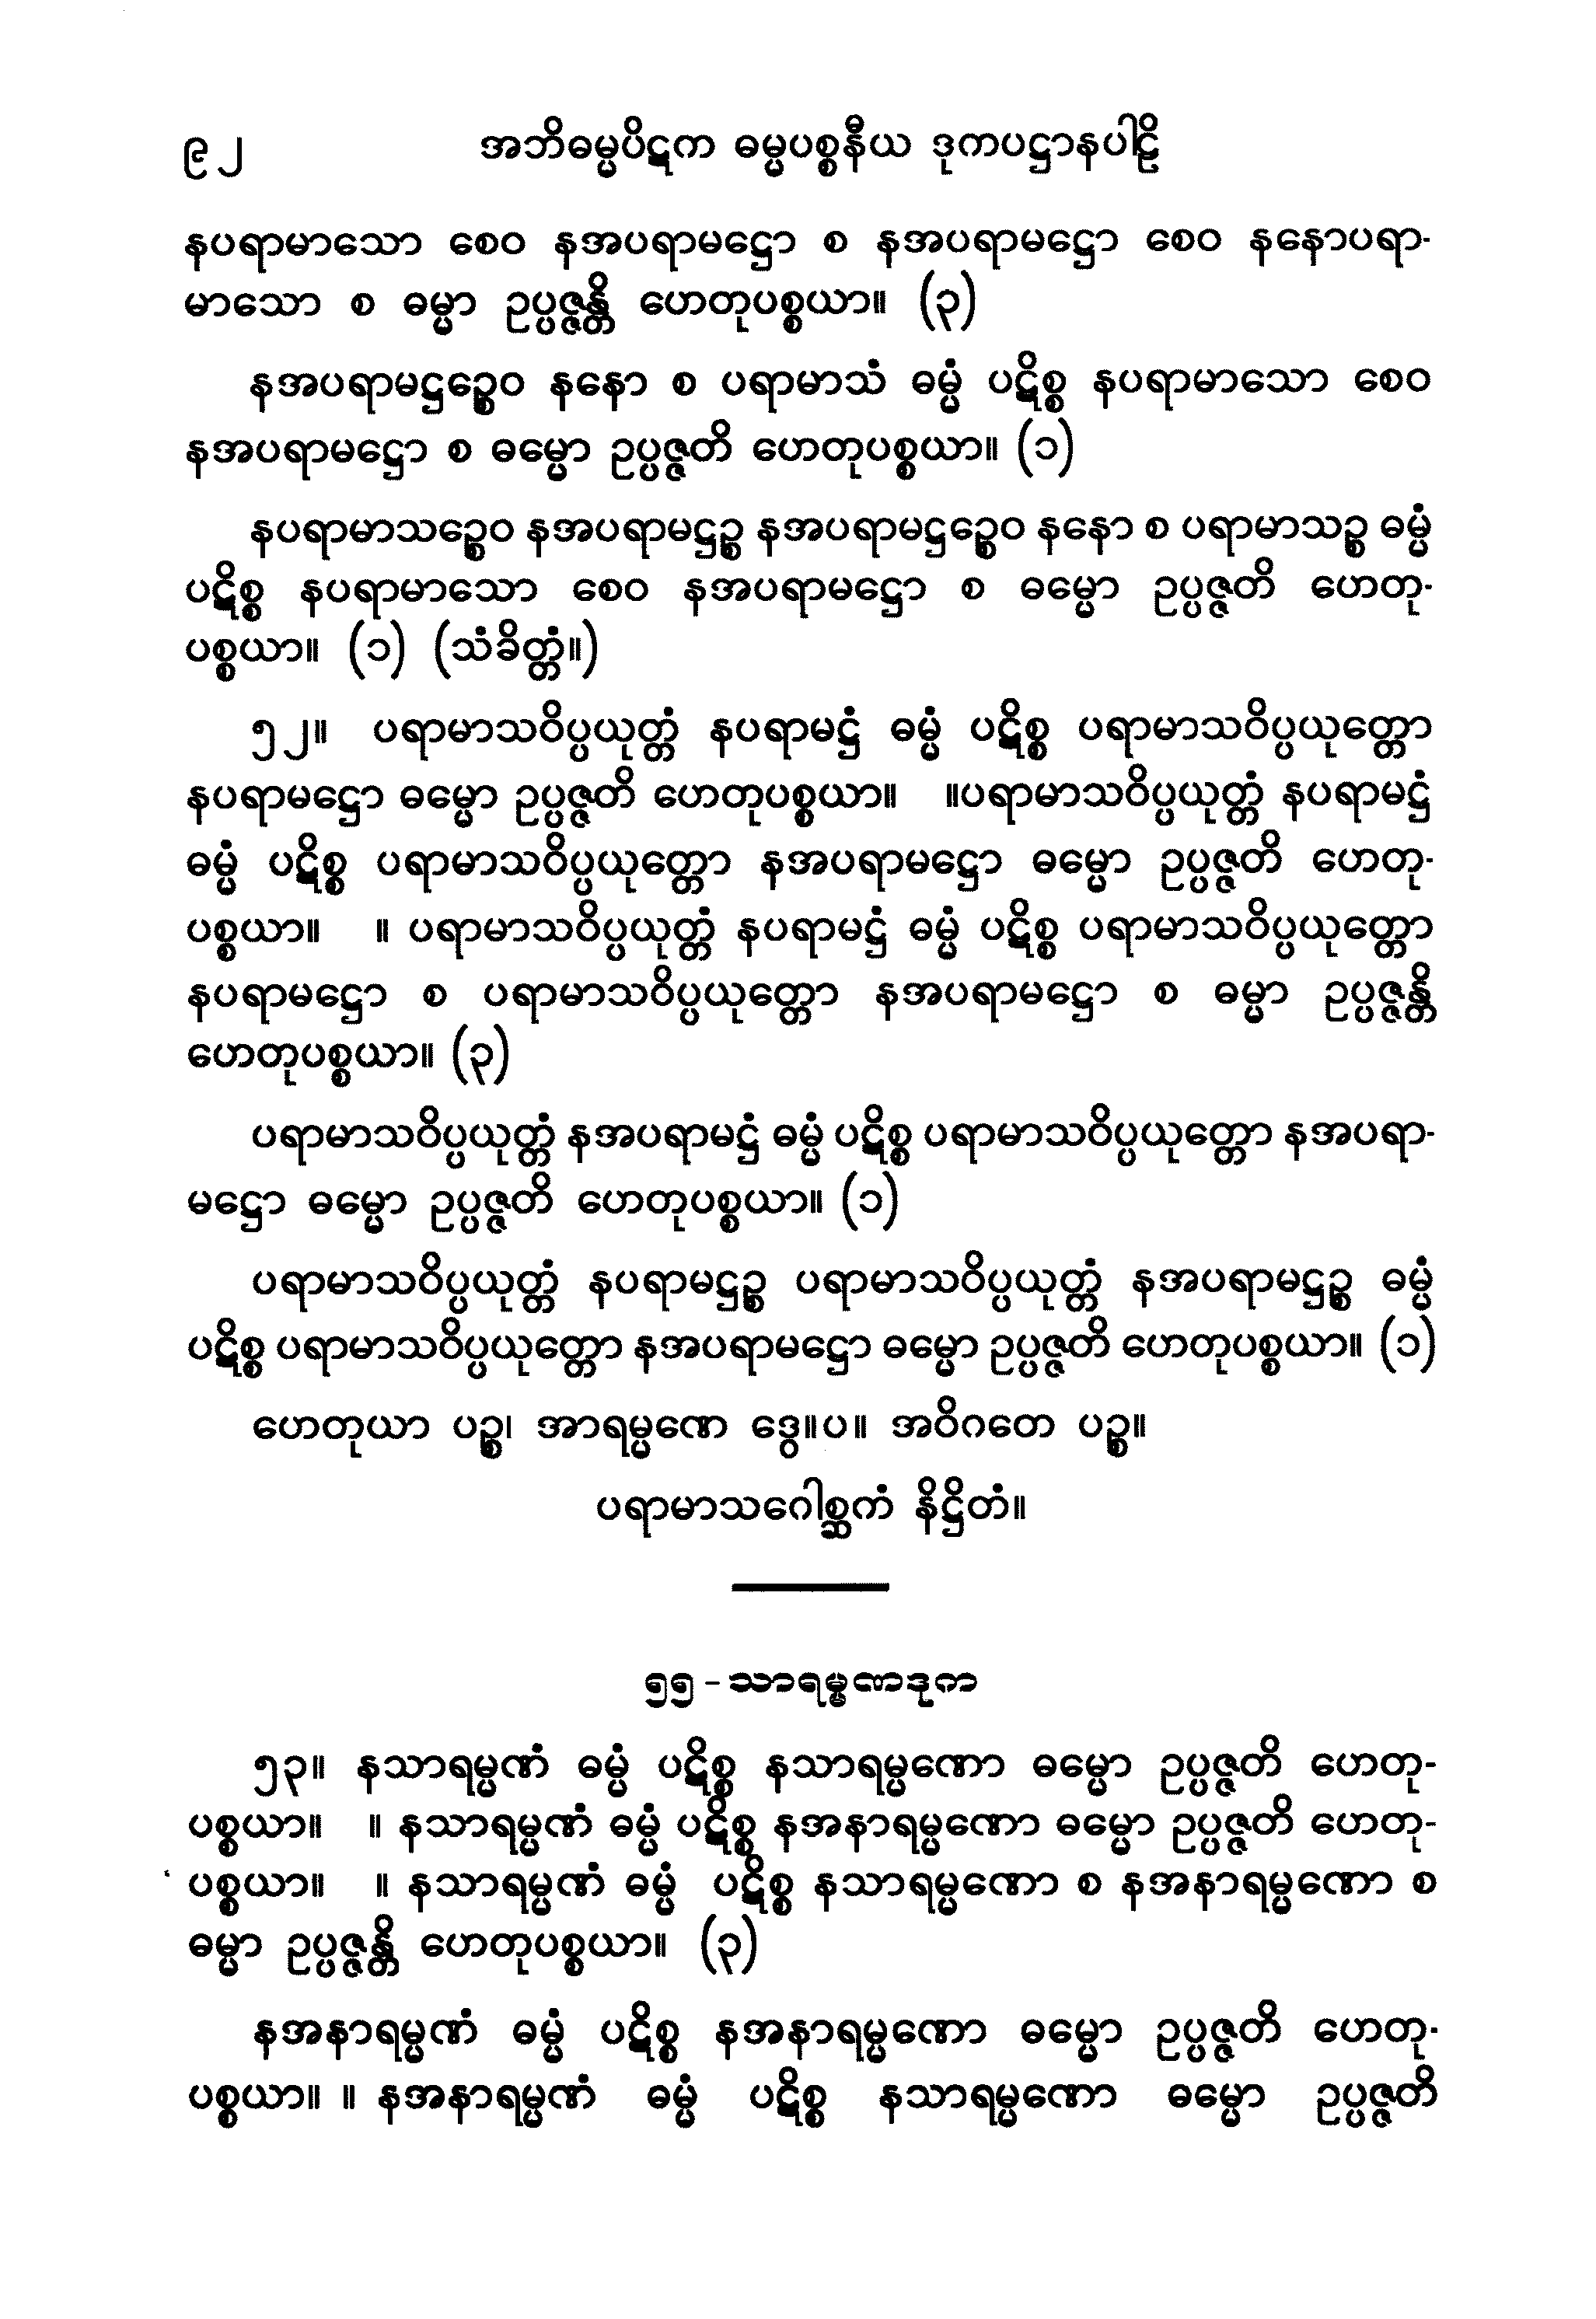 ၉၂ အဘိဓမ္မပိဋက ဓမ္မပစ္စနီယ ဒုကပဋ္ဌာနပါဠိ
နပရာမာသော စေဝ နအပရာမဋ္ဌော စ နအပရာမဋ္ဌော စေဝ နနောပရာ-
မာသော စ ဓမ္မာ ဥပ္ပဇ္ဇန္တိ ဟေတုပစ္စယာ။ (၃)
နအပရာမဋ္ဌဉ္စေဝ နနော စ ပရာမာသံ ဓမ္မံ ပဋိစ္စ နပရာမာသော စေဝ
နအပရာမဋ္ဌော စ ဓမ္မော ဥပ္ပဇ္ဇတိ ဟေတုပစ္စယာ။ (၁)
နပရာမာသဉ္စေဝ နအပရာမဋ္ဌဉ္စ နအပရာမဋ္ဌဉ္စေဝ နနော စ ပရာမာသဉ္စ ဓမ္မံ
ပဋိစ္စ နပရာမာသော စေဝ နအပရာမဋ္ဌော စ ဓမ္မော ဥပ္ပဇ္ဇတိ ဟေတု-
ပစ္စယာ။ (၁) (သံခိတ္တံ။)
၅၂။ ပရာမာသဝိပ္ပယုတ္တံ နပရာမဋ္ဌံ ဓမ္မံ ပဋိစ္စ ပရာမာသဝိပ္ပယုတ္တော
နပရာမဋ္ဌော ဓမ္မော ဥပ္ပဇ္ဇတိ ဟေတုပစ္စယာ။ ။ပရာမာသဝိပ္ပယုတ္တံ နပရာမဋ္ဌံ
ဓမ္မံ ပဋိစ္စ ပရာမာသဝိပ္ပယုတ္တော နအပရာမဋ္ဌော ဓမ္မော ဥပ္ပဇ္ဇတိ ဟေတု-
ပစ္စယာ။ ။ ပရာမာသဝိပ္ပယုတ္တံ နပရာမဋ္ဌံ ဓမ္မံ ပဋိစ္စ ပရာမာသဝိပ္ပယုတ္တော
နပရာမဋ္ဌော စ ပရာမာသဝိပ္ပယုတ္တော နအပရာမဋ္ဌော စ ဓမ္မာ ဥပ္ပဇ္ဇန္တိ
ဟေတုပစ္စယာ။ (၃)
ပရာမာသဝိပ္ပယုတ္တံ နအပရာမဋ္ဌံ ဓမ္မံ ပဋိစ္စ ပရာမာသဝိပ္ပယုတ္တော နအပရာ-
မဋ္ဌော ဓမ္မော ဥပ္ပဇ္ဇတိ ဟေတုပစ္စယာ။ (၁)
ပရာမာသဝိပ္ပယုတ္တံ နပရာမဋ္ဌဉ္စ ပရာမာသဝိပ္ပယုတ္တံ နအပရာမဋ္ဌဉ္စ ဓမ္မံ
ပဋိစ္စ ပရာမာသဝိပ္ပယုတ္တော နအပရာမဋ္ဌော ဓမ္မော ဥပ္ပဇ္ဇတိ ဟေတုပစ္စယာ။ (၁)
ဟေတုယာ ပဉ္စ၊ အာရမ္မဏေ ဒွေ။ပ။ အဝိဂတေ ပဉ္စ။
ပရာမာသဂေါစ္ဆကံ နိဋ္ဌိတံ။
၅၅ - သာရမ္မဏဒုက
၅၃။ နသာရမ္မဏံ ဓမ္မံ ပဋိစ္စ နသာရမ္မဏော ဓမ္မော ဥပ္ပဇ္ဇတိ ဟေတု-
ပစ္စယာ။ ။ နသာရမ္မဏံ ဓမ္မံ ပဋိစ္စ နအနာရမ္မဏော ဓမ္မော ဥပ္ပဇ္ဇတိ ဟေတု-
ပစ္စယာ။ ။ နသာရမ္မဏံ ဓမ္မံ ပဋိစ္စ နသာရမ္မဏော စ နအနာရမ္မဏော စ
ဓမ္မာ ဥပ္ပဇ္ဇန္တိ ဟေတုပစ္စယာ။ (၃)
နအနာရမ္မဏံ ဓမ္မံ ပဋိစ္စ နအနာရမ္မဏော ဓမ္မော ဥပ္ပဇ္ဇတိ ဟေတု-
ပစ္စယာ။ ။ နအနာရမ္မဏံ ဓမ္မံ ပဋိစ္စ နသာရမ္မဏော ဓမ္မော ဥပ္ပဇ္ဇတိ